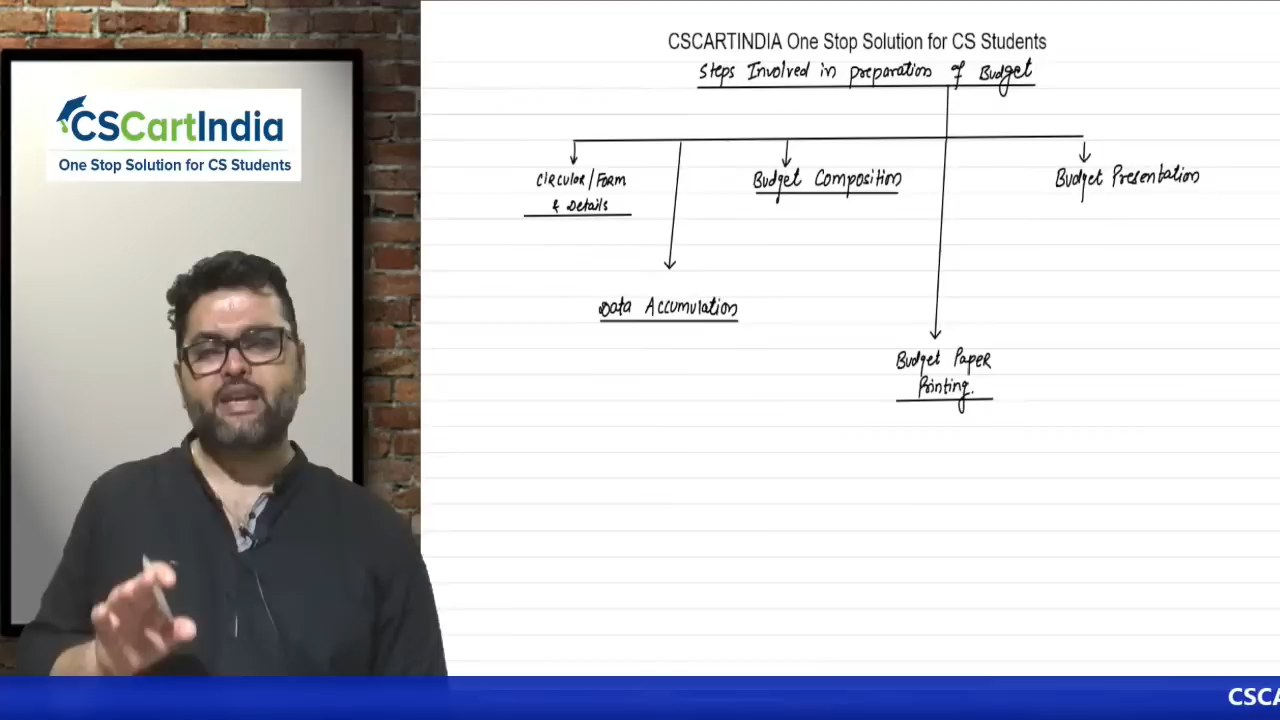 CSCartIndia
One Stop Solution for CS Students
CSCARTINDIA One Stop Solution for CS Students
Steps Involved in preparation of Budget
Circular/Form
& Details
Budget Composition
Budget Presentation
Data Accumulation
Budget Paper
Printing.
CSCA